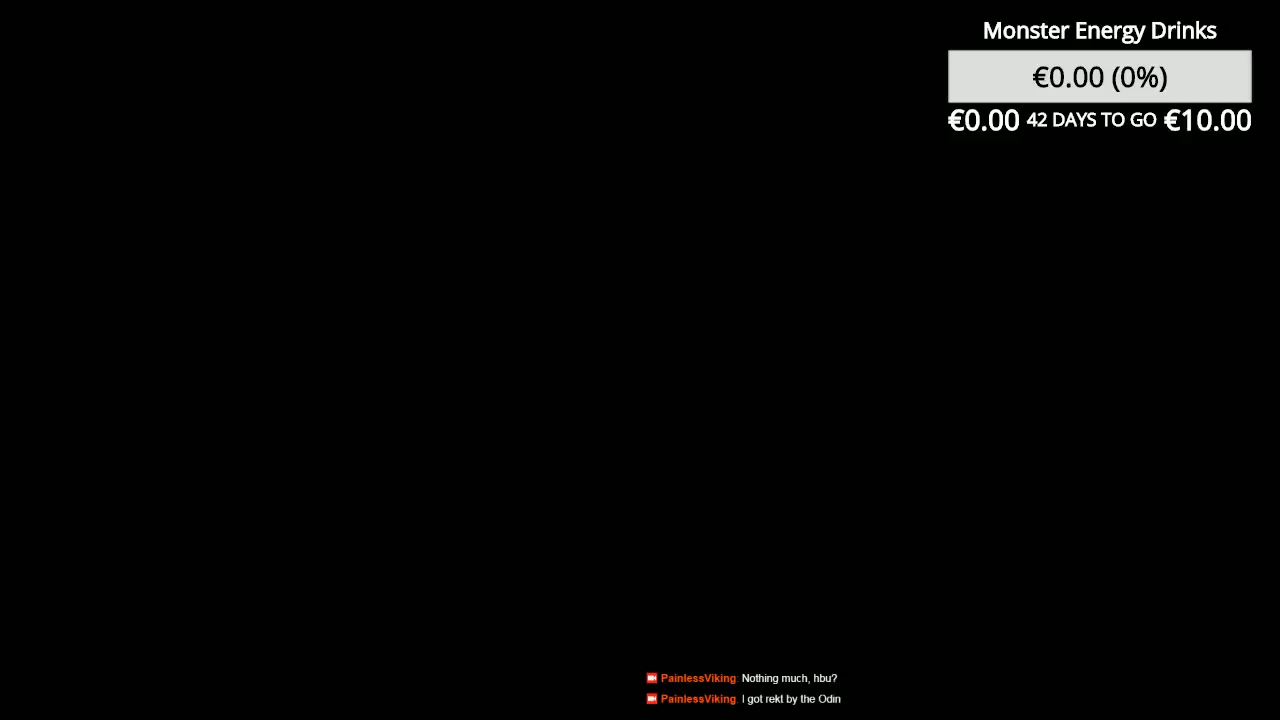 Monster Energy Drinks
€0.00 (0%)
€0.00 42 DAYS TO GO €10.00
PainlessViking: Nothing much, hbu?
PainlessViking: I got rekt by the Odin